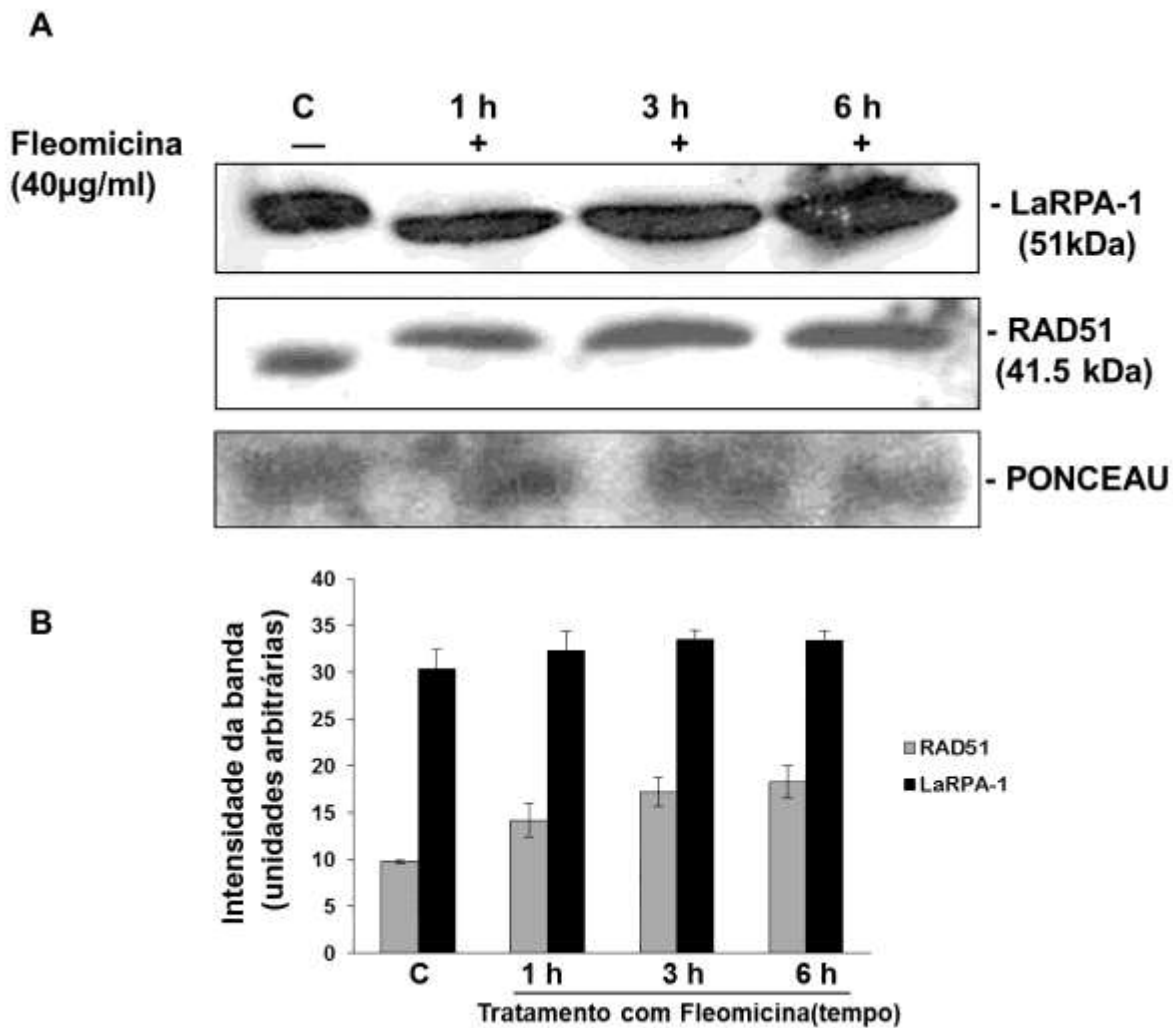 A
C 1 h 3 h 6 h
Fleomicina — + + +
(40µg/ml)
- LaRPA-1
(51kDa)
- RAD51
(41.5 kDa)
- PONCEAU
B
Intensidade da banda
(unidades arbitrárias)
40
35
30
25
20
15
10
5
0
RAD51
LaRPA-1
C 1 h 3 h 6 h
Tratamento com Fleomicina(tempo)